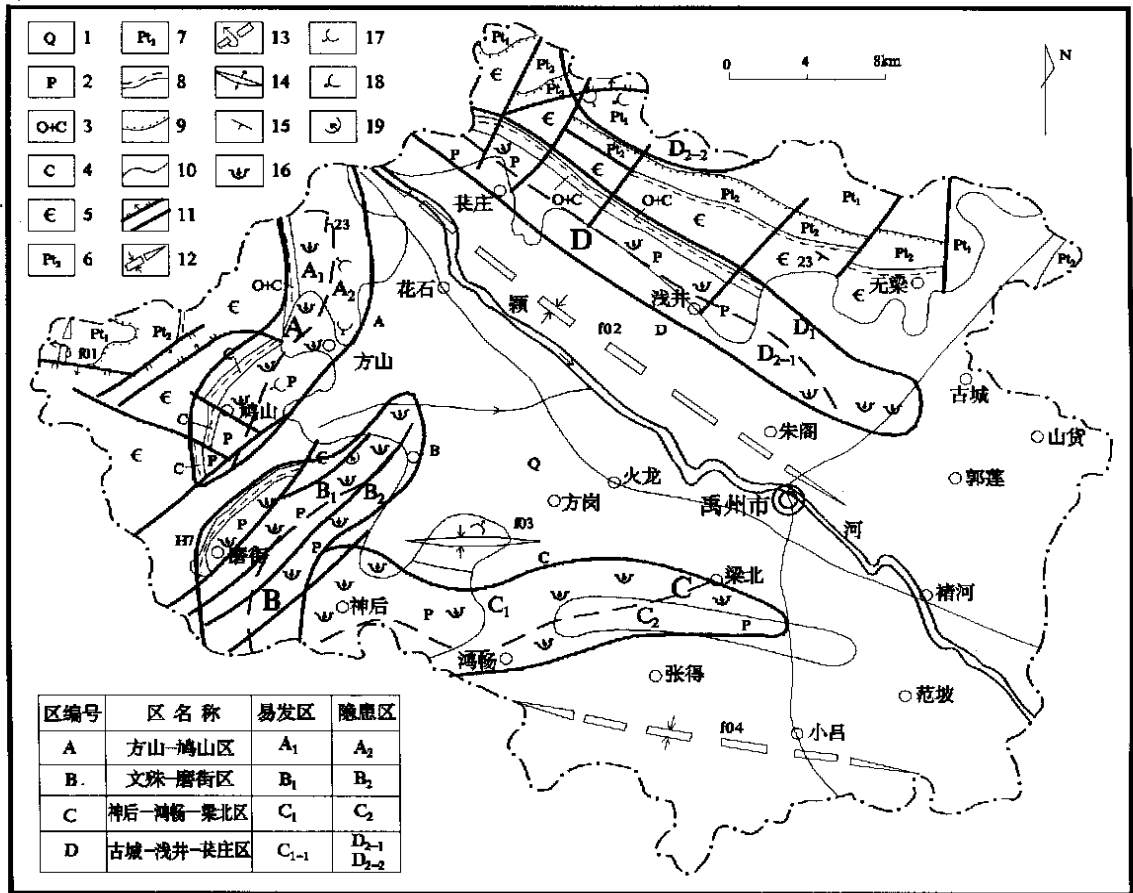 Q 1 Pt₂ 7 13 17
P 2 8 14 18
O+C 3 9 15 19
C 4 10 16
Є 5 11
Pt₂ 6 12
0 4 8km
N
Pt₁
Є
Pt₂
Pt₂
Pt₁
Є
D₂₋₂
P
P
Pt₂
苌庄
O+C
O+C
Pt₂
Pt₁
D
Є
Pt₂
Pt₁
Pt₂
P
Є
23
Pt₂
无梁
Є
浅井
P
D₁
D
D₂₋₁
23
A₁
A₂
A
O+C
A
花石
颍
f02
方山
Pt₁
Pt₂
f01
C
P
Є
鸠山
C
P
C
Є
古城
山货
朱阁
郭莲
Q
火龙
方岗
禹州市
河
Є
B
B₁
B₂
P
P
P
H7
磨街
B
f03
C
梁北
C
褚河
神后
P
C₁
C₂
P
鸿畅
张得
范坡
f04
小吕
区编号 区名称 易发区 隐患区
A 方山-鸠山区 A₁ A₂
B. 文殊-磨街区 B₁ B₂
C 神后-鸿畅-梁北区 C₁ C₂
D 古城-浅井-苌庄区 C₁₋₁ D₂₋₁
D₂₋₂